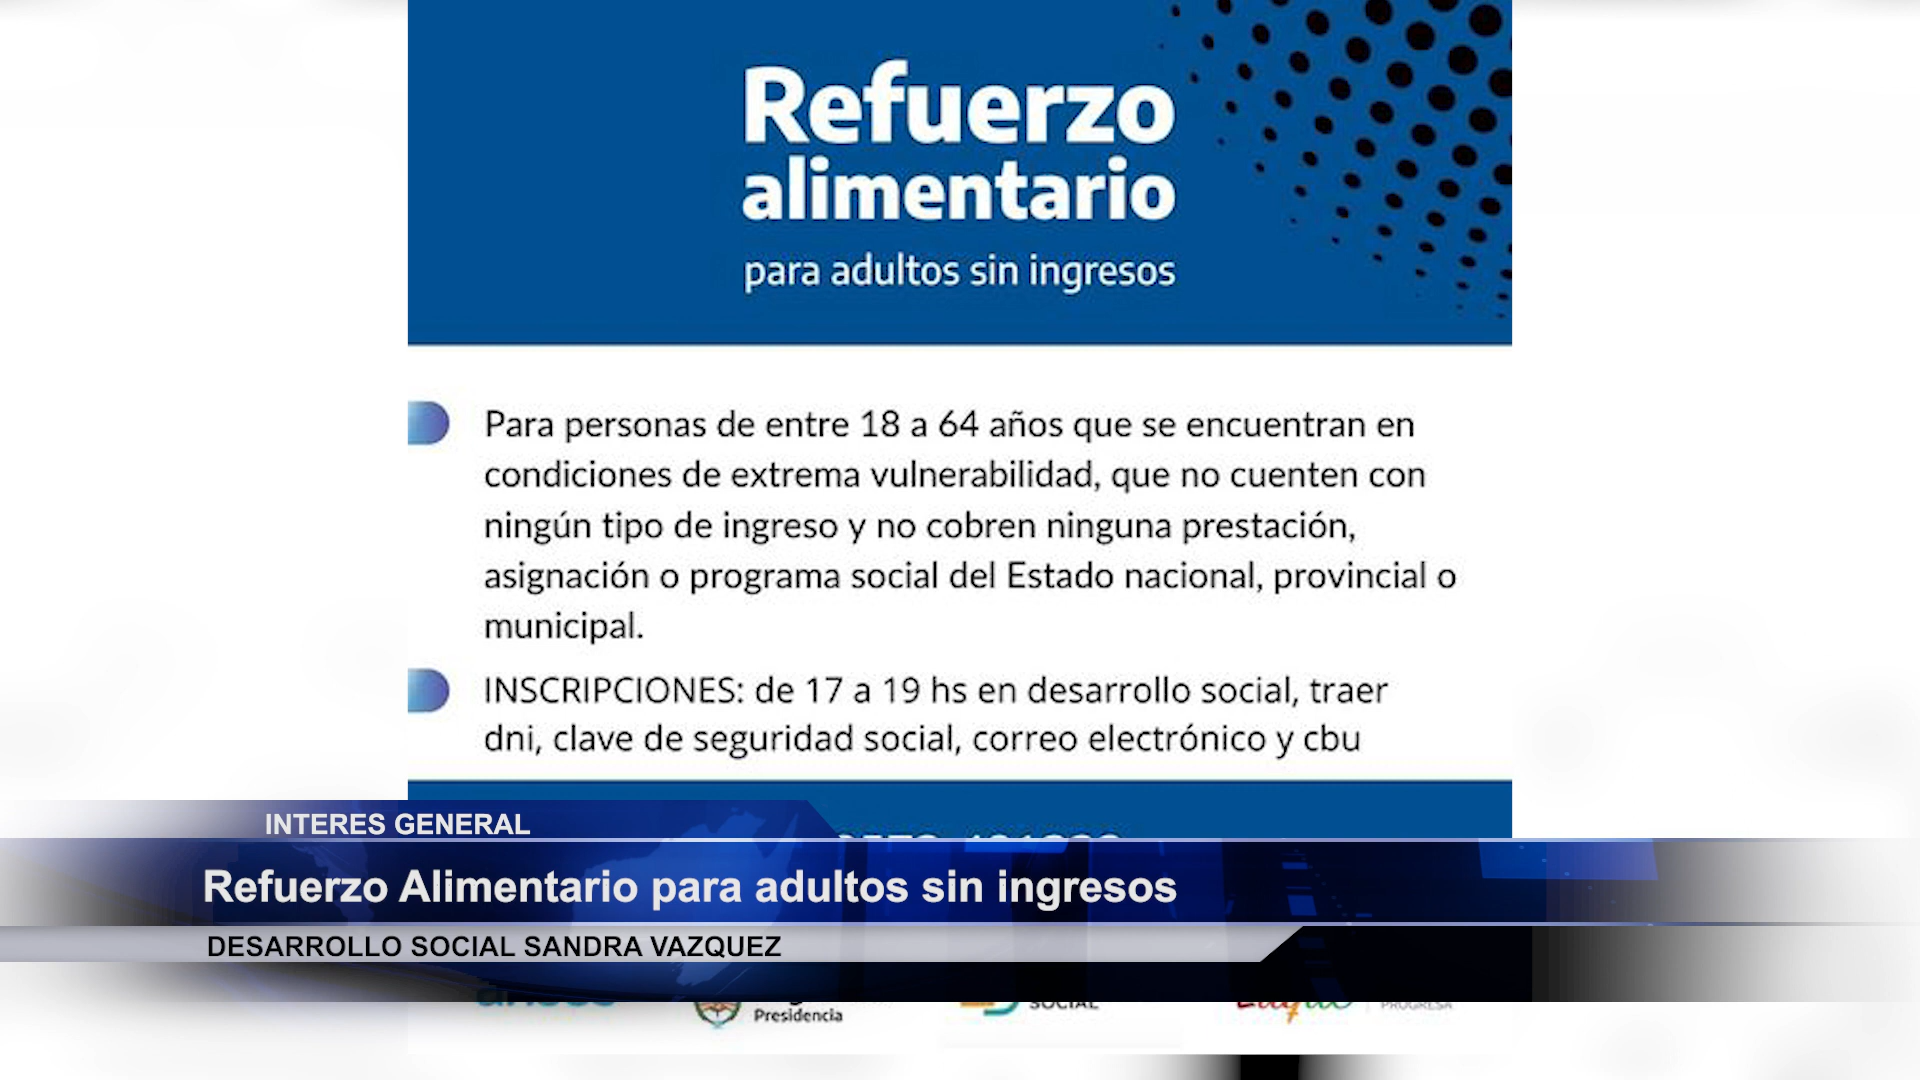 Refuerzo
alimentario
para adultos sin ingresos
Para personas de entre 18 a 64 años que se encuentran en
condiciones de extrema vulnerabilidad, que no cuenten con
ningún tipo de ingreso y no cobren ninguna prestación,
asignación o programa social del Estado nacional, provincial o
municipal.
INSCRIPCIONES: de 17 a 19 hs en desarrollo social, traer
dni, clave de seguridad social, correo electrónico y cbu
INTERES GENERAL
Refuerzo Alimentario para adultos sin ingresos
DESARROLLO SOCIAL SANDRA VAZQUEZ
Presidencia
SOCIAL
PROGRESA